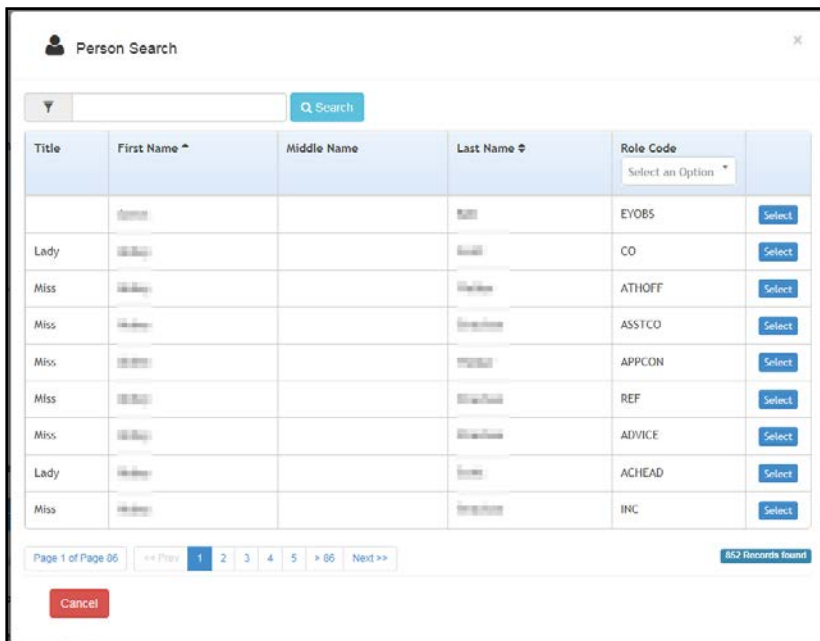 Person Search ×
Search
Title First Name Middle Name Last Name Role Code
Select an Option
EYOBS Select
Lady CO Select
Miss ATHOFF Select
Miss ASSTCO Select
Miss APPCON Select
Miss REF Select
Miss ADVICE Select
Lady ACHEAD Select
Miss INC Select
Page 1 of Page 86 << Prev 1 2 3 4 5 > 86 Next >> 852 Records found
Cancel